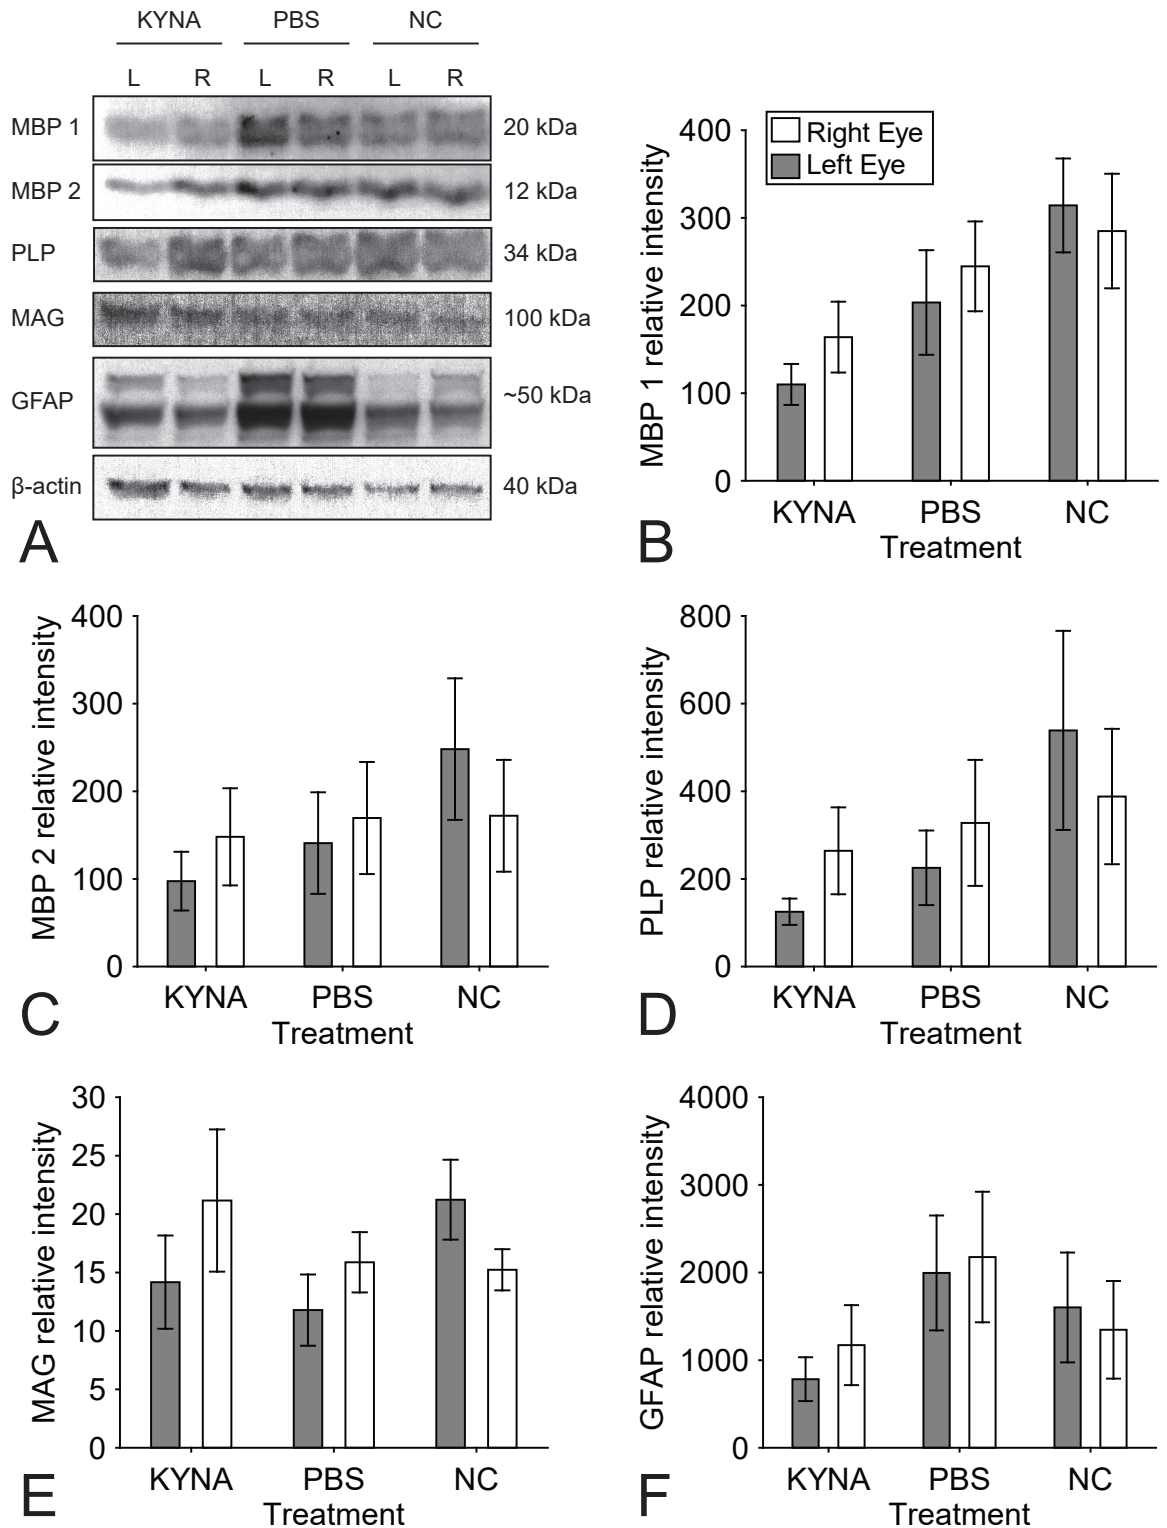 KYNA PBS NC
L R L R L R
MBP 1 20 kDa
MBP 2 12 kDa
PLP 34 kDa
MAG 100 kDa
GFAP ~50 kDa
β-actin 40 kDa
A
MBP 1 relative intensity
400
300
200
100
0
Right Eye
Left Eye
KYNA PBS NC
Treatment
B
MBP 2 relative intensity
400
300
200
100
0
KYNA PBS NC
Treatment
C
PLP relative intensity
800
600
400
200
0
KYNA PBS NC
Treatment
D
MAG relative intensity
30
25
20
15
10
5
0
KYNA PBS NC
Treatment
E
GFAP relative intensity
4000
3000
2000
1000
0
KYNA PBS NC
Treatment
F